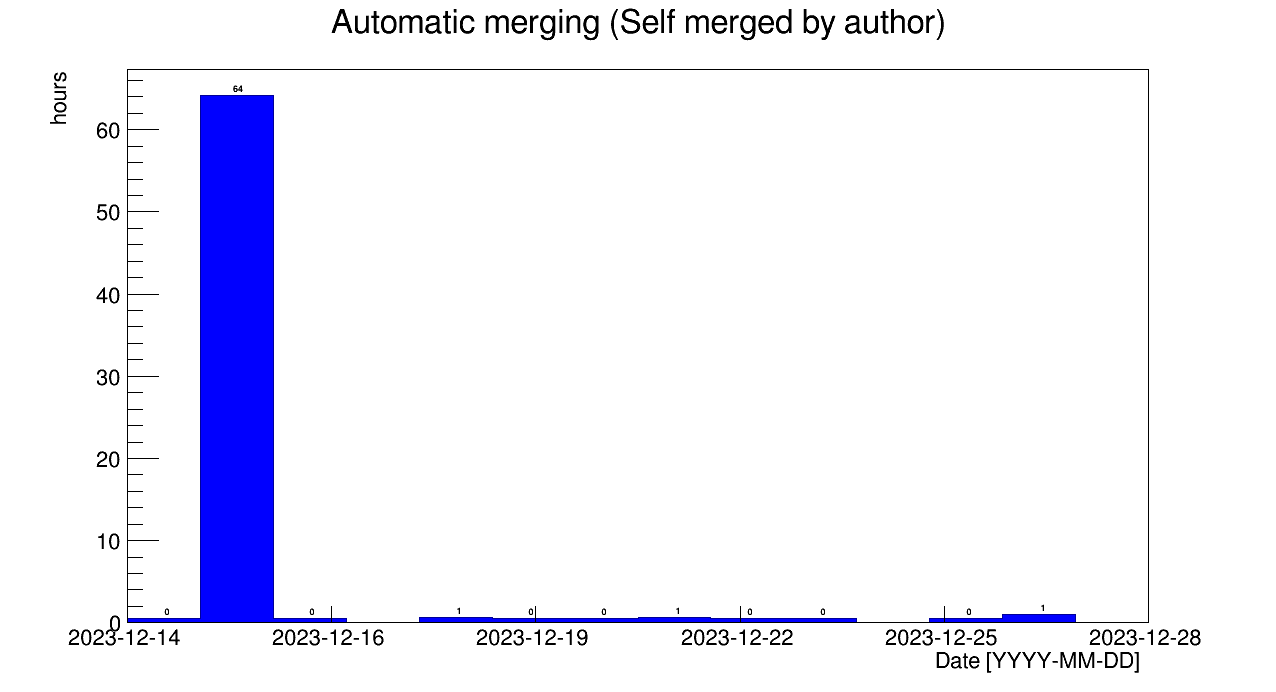 Automatic merging (Self merged by author)
hours
64
60
50
40
30
20
10
0
0 0 1 0 0 1 0 0 0 1
2023-12-14 2023-12-16 2023-12-19 2023-12-22 2023-12-25 2023-12-28
Date [YYYY-MM-DD]